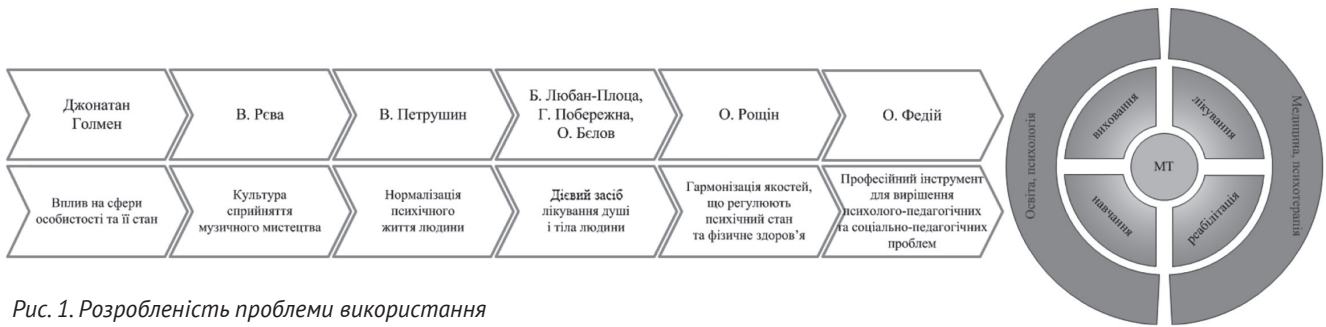 Джонатан
Голмен
В. Рєва
В. Петрушин
Б. Любан-Плоца,
Г. Побережна,
О. Бєлов
О. Рощін
О. Федій
Вплив на сфери
особистості та її стан
Культура
сприйняття
музичного мистецтва
Нормалізація
психічного
життя людини
Дієвий засіб
лікування душі
і тіла людини
Гармонізація якостей,
що регулюють
психічний стан
та фізичне здоров’я
Професійний інструмент
для вирішення
психолого-педагогічних
та соціально-педагогічних
проблем
Освіта, психологія
виховання
лікування
МТ
навчання
реабілітація
Медицина, психотерапія
Рис. 1. Розробленість проблеми використання